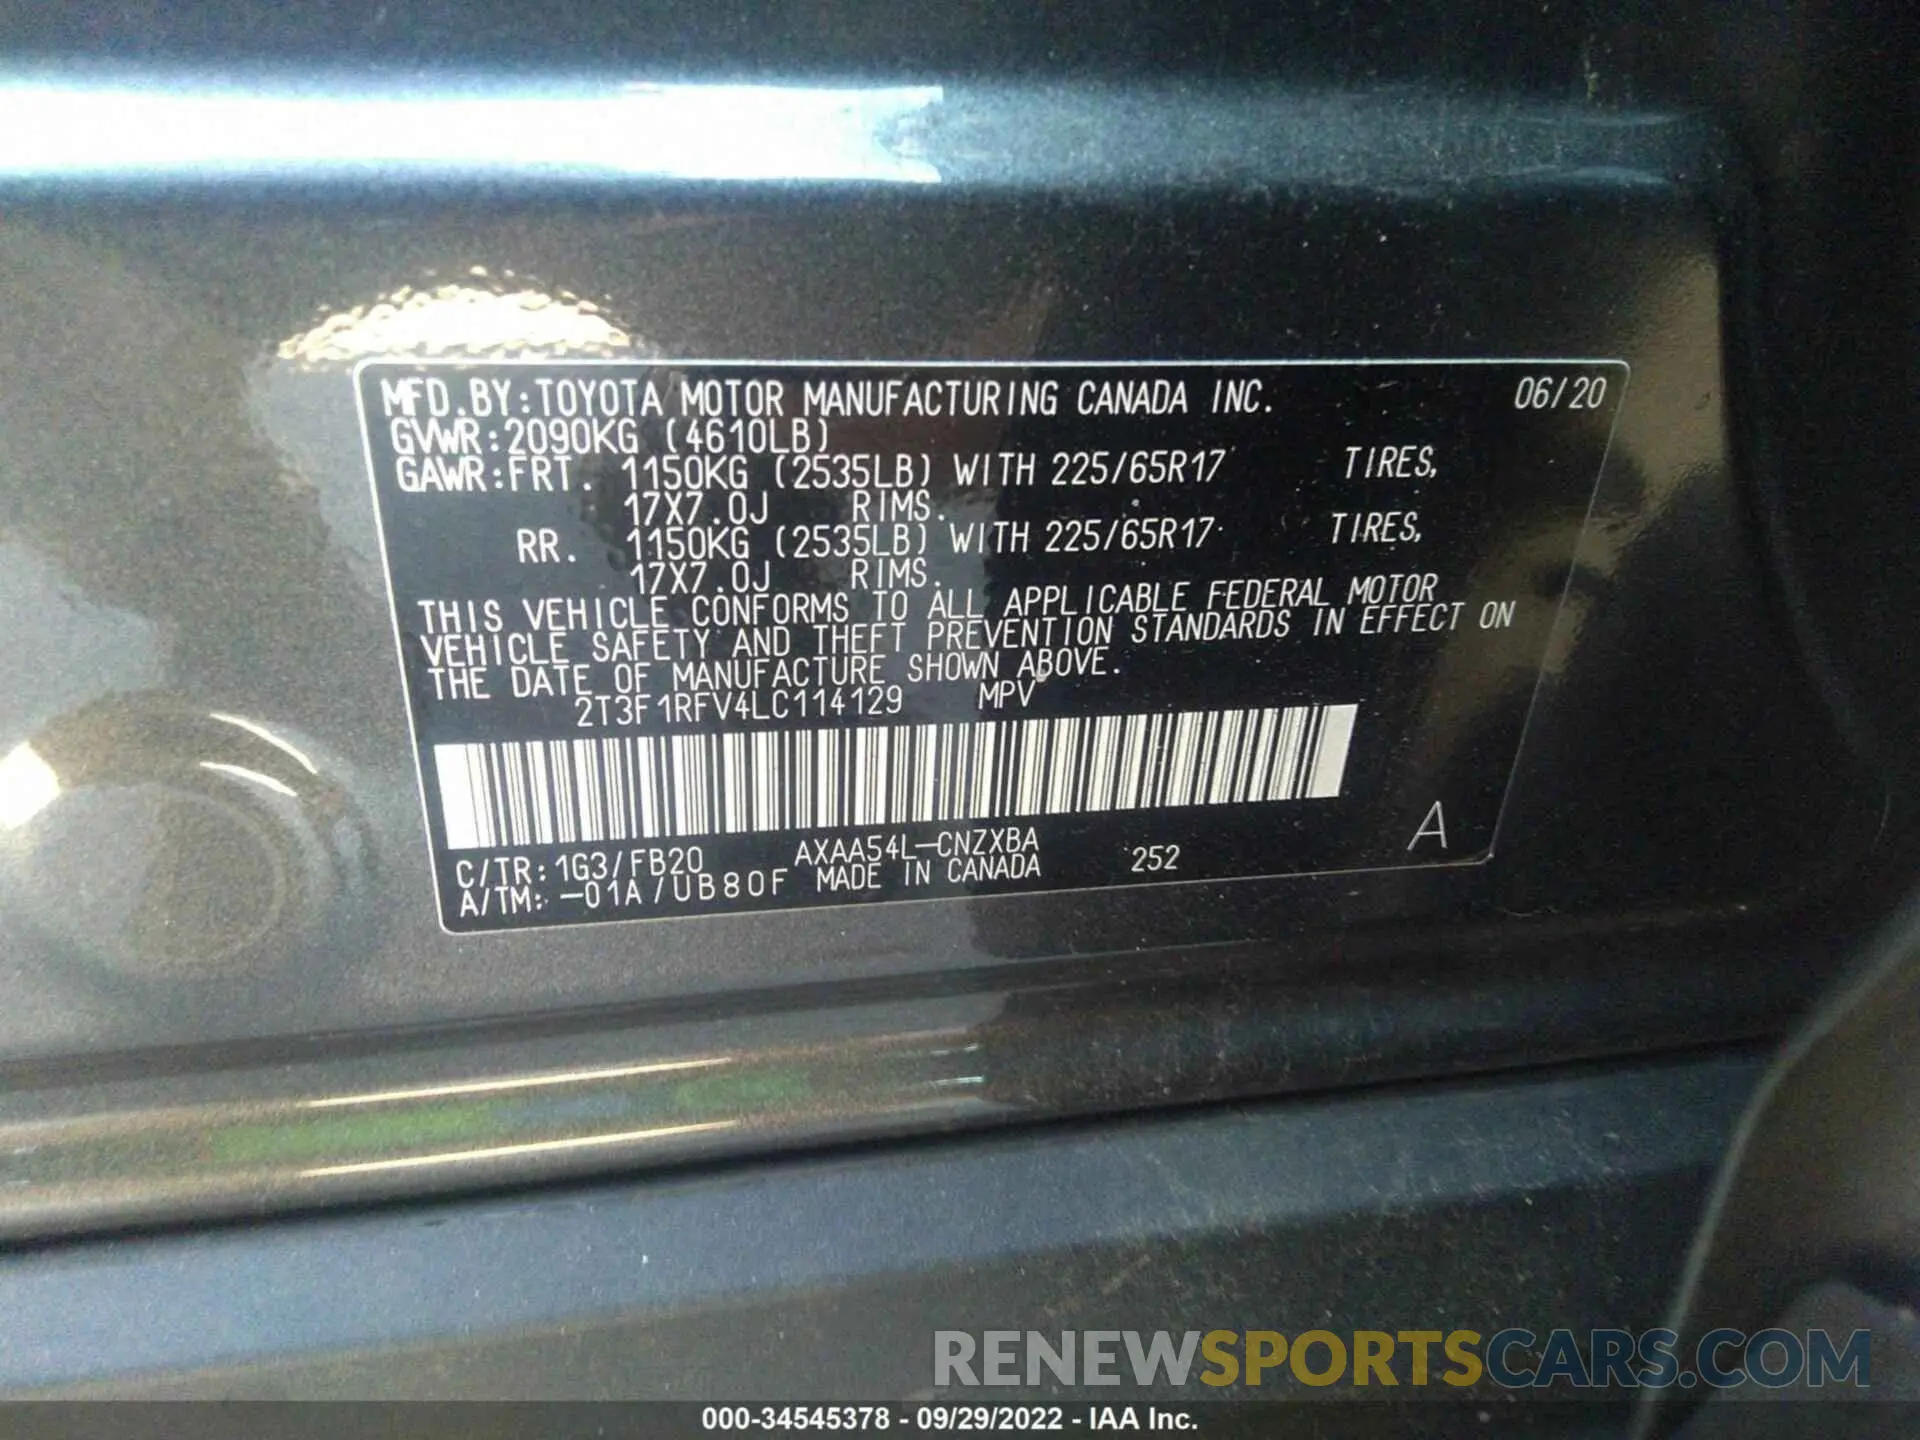 MFD.BY:TOYOTA MOTOR MANUFACTURING CANADA INC. 06/20
GVWR:2090KG (4610LB)
GAWR:FRT. 1150KG (2535LB) WITH 225/65R17 TIRES,
17X7.0J RIMS.
RR. 1150KG (2535LB) WITH 225/65R17 TIRES,
17X7.0J RIMS.
THIS VEHICLE CONFORMS TO ALL APPLICABLE FEDERAL MOTOR
VEHICLE SAFETY AND THEFT PREVENTION STANDARDS IN EFFECT ON
THE DATE OF MANUFACTURE SHOWN ABOVE.
2T3F1RFV4LC114129 MPV
C/TR:1G3/FB20 AXAA54L-CNZXBA 252 A
A/TM:-01A/UB80F MADE IN CANADA
RENEWSPORTSCARS.COM
000-34545378 - 09/29/2022 - IAA Inc.